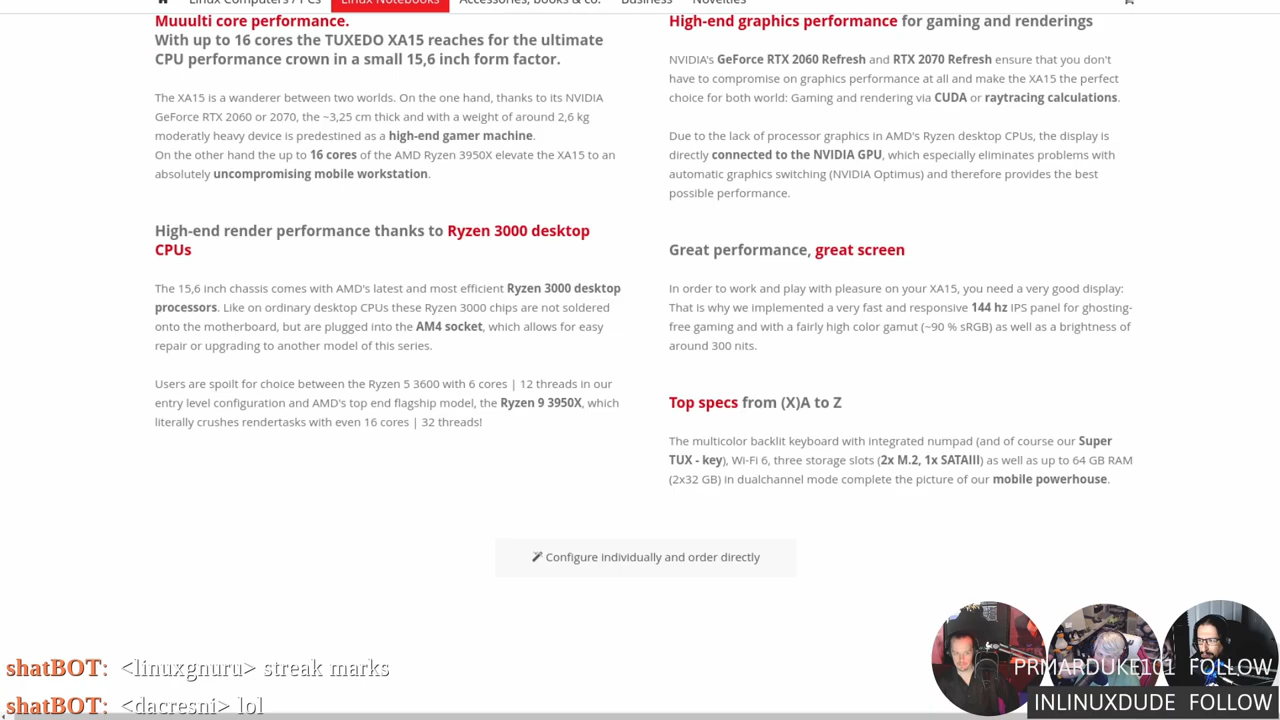 Linux Computers / PCs Linux Notebooks Accessories, books & co. Business Novelties
Muuulti core performance.
With up to 16 cores the TUXEDO XA15 reaches for the ultimate
CPU performance crown in a small 15,6 inch form factor.
The XA15 is a wanderer between two worlds. On the one hand, thanks to its NVIDIA
GeForce RTX 2060 or 2070, the ~3,25 cm thick and with a weight of around 2,6 kg
moderatly heavy device is predestined as a high-end gamer machine.
On the other hand the up to 16 cores of the AMD Ryzen 3950X elevate the XA15 to an
absolutely uncompromising mobile workstation.
High-end render performance thanks to Ryzen 3000 desktop
CPUs
The 15,6 inch chassis comes with AMD's latest and most efficient Ryzen 3000 desktop
processors. Like on ordinary desktop CPUs these Ryzen 3000 chips are not soldered
onto the motherboard, but are plugged into the AM4 socket, which allows for easy
repair or upgrading to another model of this series.
Users are spoilt for choice between the Ryzen 5 3600 with 6 cores | 12 threads in our
entry level configuration and AMD's top end flagship model, the Ryzen 9 3950X, which
literally crushes rendertasks with even 16 cores | 32 threads!
High-end graphics performance for gaming and renderings
NVIDIA's GeForce RTX 2060 Refresh and RTX 2070 Refresh ensure that you don't
have to compromise on graphics performance at all and make the XA15 the perfect
choice for both world: Gaming and rendering via CUDA or raytracing calculations.
Due to the lack of processor graphics in AMD's Ryzen desktop CPUs, the display is
directly connected to the NVIDIA GPU, which especially eliminates problems with
automatic graphics switching (NVIDIA Optimus) and therefore provides the best
possible performance.
Great performance, great screen
In order to work and play with pleasure on your XA15, you need a very good display:
That is why we implemented a very fast and responsive 144 hz IPS panel for ghosting-
free gaming and with a fairly high color gamut (~90 % sRGB) as well as a brightness of
around 300 nits.
Top specs from (X)A to Z
The multicolor backlit keyboard with integrated numpad (and of course our Super
TUX - key), Wi-Fi 6, three storage slots (2x M.2, 1x SATAIII) as well as up to 64 GB RAM
(2x32 GB) in dualchannel mode complete the picture of our mobile powerhouse.
Configure individually and order directly
shatBOT: <linuxgnuru> streak marks
shatBOT: <dacresni> lol
PRMARDUKE101 FOLLOW
INLINUXDUDE FOLLOW